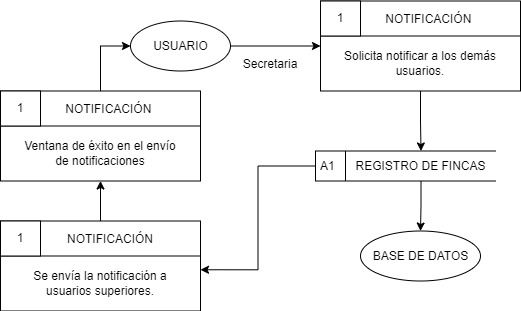 1
NOTIFICACIÓN
Solicita notificar a los demás
usuarios.
USUARIO
Secretaria
1
NOTIFICACIÓN
Ventana de éxito en el envío
de notificaciones
A1
REGISTRO DE FINCAS
1
NOTIFICACIÓN
Se envía la notificación a
usuarios superiores.
BASE DE DATOS